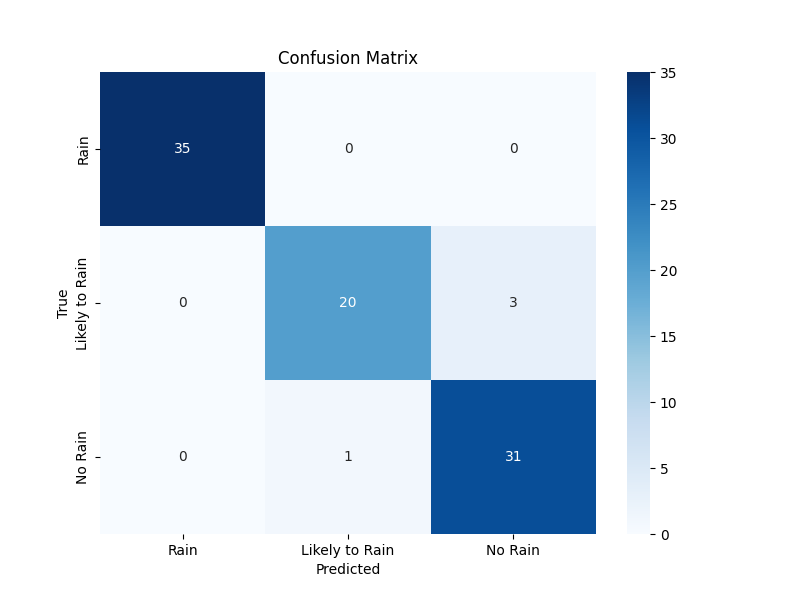 Confusion Matrix
True
Rain
Likely to Rain
No Rain
35 0 0
0 20 3
0 1 31
Rain Likely to Rain No Rain
Predicted
35
30
25
20
15
10
5
0